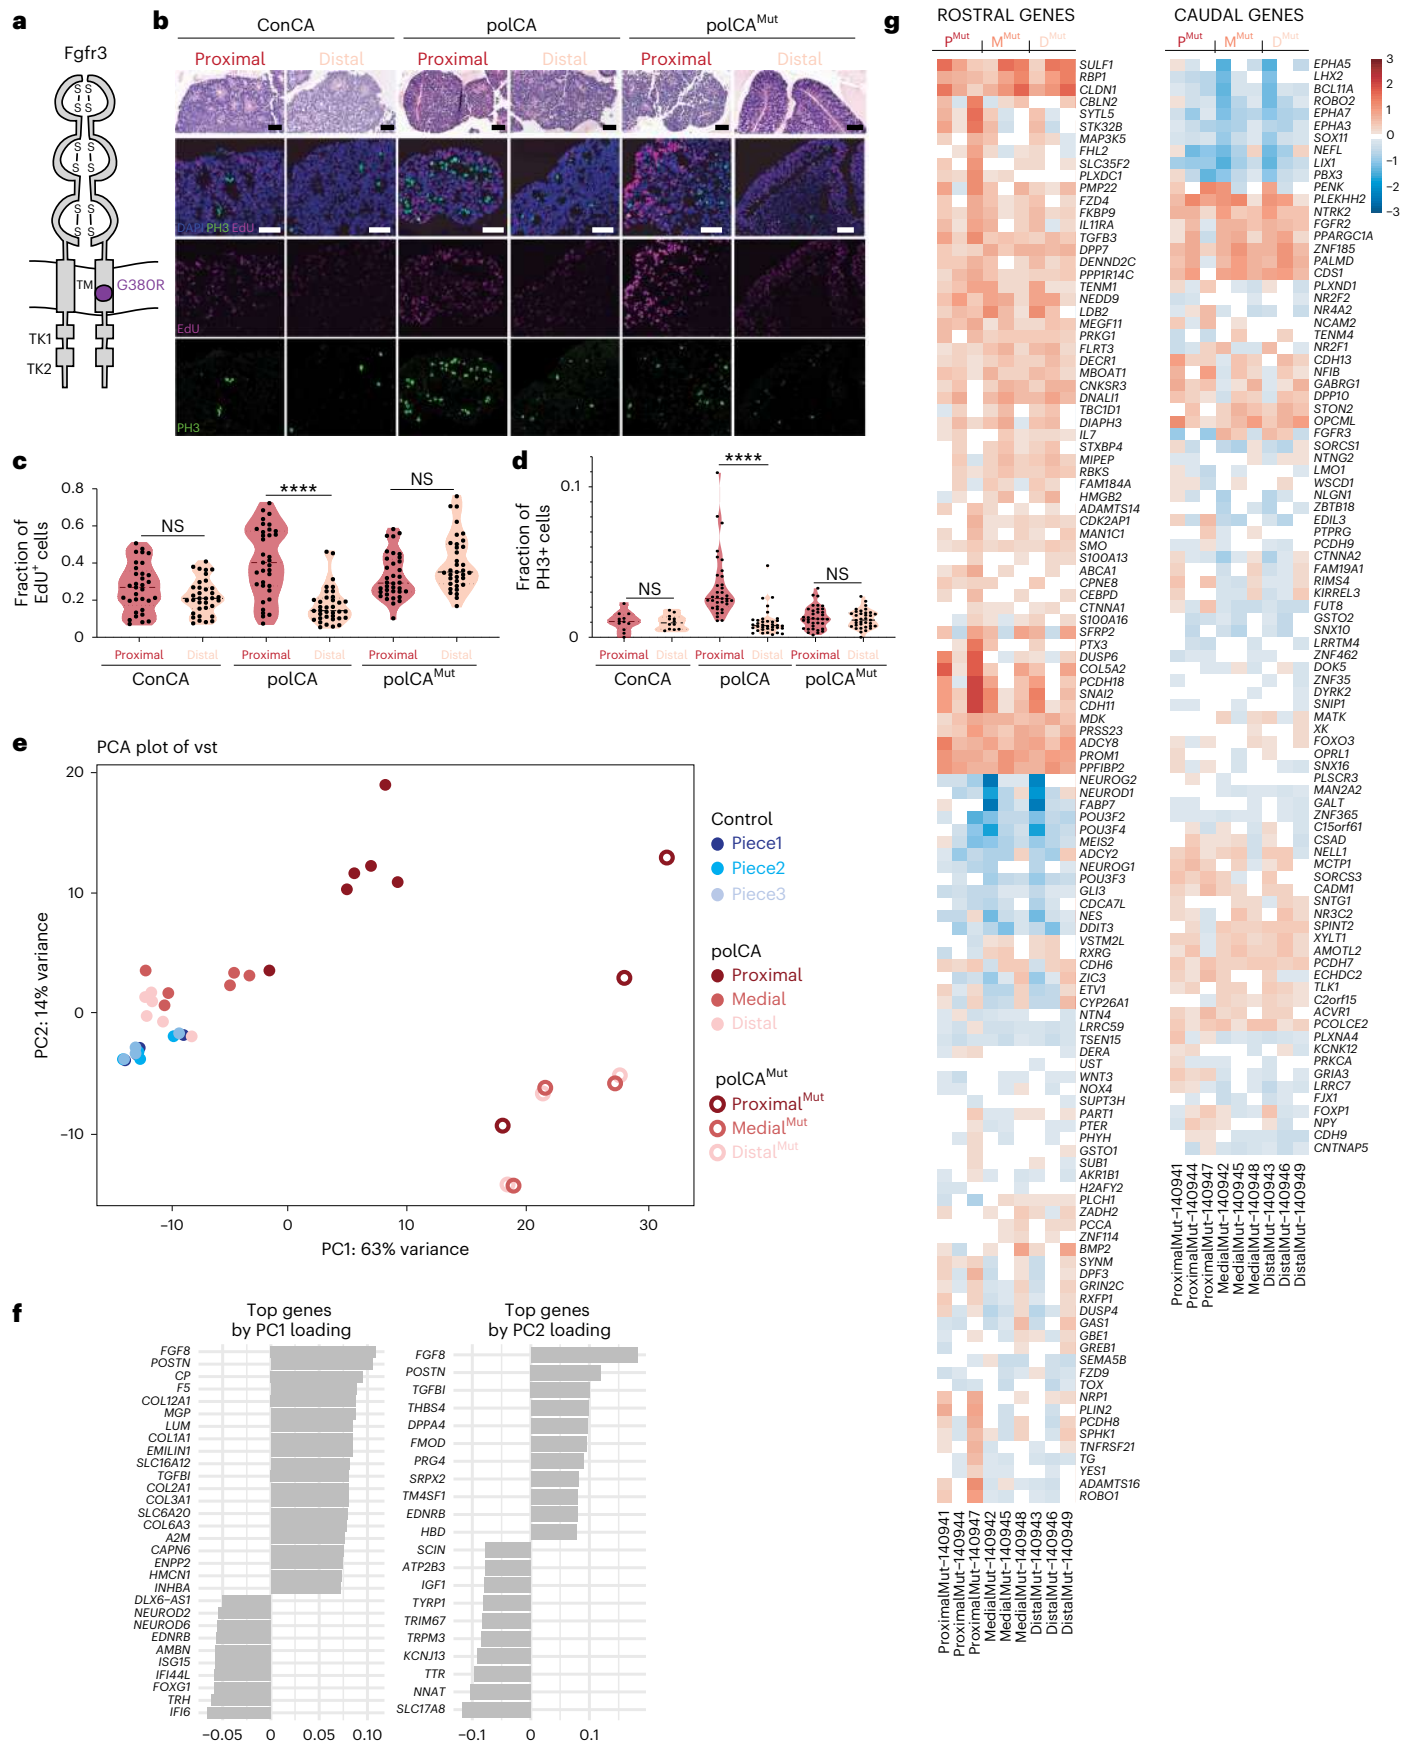 a
Fgfr3
S S
S S
S S
S S
S S
S S
TM
G380R
TK1
TK2
b
ConCA
polCA
polCA^Mut
Proximal
Distal
Proximal
Distal
Proximal
Distal
DAPI PH3 EdU
EdU
PH3
c
Fraction of
EdU+ cells
0.8
0.6
0.4
0.2
0
NS
****
NS
Proximal
Distal
Proximal
Distal
Proximal
Distal
ConCA
polCA
polCA^Mut
d
Fraction of
PH3+ cells
0.1
0
NS
****
NS
Proximal
Distal
Proximal
Distal
Proximal
Distal
ConCA
polCA
polCA^Mut
e
PCA plot of vst
PC2: 14% variance
20
10
0
−10
−10
0
10
20
30
PC1: 63% variance
Control
Piece1
Piece2
Piece3
polCA
Proximal
Medial
Distal
polCA^Mut
Proximal^Mut
Medial^Mut
Distal^Mut
f
Top genes
by PC1 loading
FGF8
POSTN
CP
F5
COL12A1
MGP
LUM
COL1A1
EMILIN1
SLC16A12
TGFBI
COL2A1
COL3A1
SLC6A20
COL6A3
A2M
CAPN6
ENPP2
HMCN1
INHBA
DLX6−AS1
NEUROD2
NEUROD6
EDNRB
AMBN
ISG15
IFI44L
FOXG1
TRH
IFI6
−0.05
0
0.05
0.10
Top genes
by PC2 loading
FGF8
POSTN
TGFBI
THBS4
DPPA4
FMOD
PRG4
SRPX2
TM4SF1
EDNRB
HBD
SCIN
ATP2B3
IGF1
TYRP1
TRIM67
TRPM3
KCNJ13
TTR
NNAT
SLC17A8
−0.1
0
0.1
g
ROSTRAL GENES
P^Mut
M^Mut
D^Mut
SULF1
RBP1
CLDN1
CBLN2
SYTL5
STK32B
MAP3K5
FHL2
SLC35F2
PLXDC1
PMP22
FZD4
FKBP9
IL11RA
TGFB3
DPP7
DENND2C
PPP1R14C
TENM1
NEDD9
LDB2
MEGF11
PRKG1
FLRT3
DECR1
MBOAT1
CNKSR3
DNALI1
TBC1D1
DIAPH3
IL7
STXBP4
MIPEP
RBKS
FAM184A
HMGB2
ADAMTS14
CDK2AP1
MAN1C1
SMO
S100A13
ABCA1
CPNE8
CEBPD
CTNNA1
S100A16
SFRP2
PTX3
DUSP6
COL5A2
PCDH18
SNAI2
CDH11
MDK
PRSS23
ADCY8
PROM1
PPFIBP2
NEUROG2
NEUROD1
FABP7
POU3F2
POU3F4
MEIS2
ADCY2
NEUROG1
POU3F3
GLI3
CDCA7L
NES
DDIT3
VSTM2L
RXRG
CDH6
ZIC3
ETV1
CYP26A1
NTN4
LRRC59
TSEN15
DERA
UST
WNT3
NOX4
SUPT3H
PART1
PTER
PHYH
GSTO1
SUB1
AKR1B1
H2AFY2
PLCH1
ZADH2
PCCA
ZNF114
BMP2
SYNM
DPF3
GRIN2C
RXFP1
DUSP4
GAS1
GBE1
GREB1
SEMA5B
FZD9
TOX
NRP1
PLIN2
PCDH8
SPHK1
TNFRSF21
TG
YES1
ADAMTS16
ROBO1
ProximalMut−140941
ProximalMut−140944
ProximalMut−140947
MedialMut−140942
MedialMut−140945
MedialMut−140948
DistalMut−140943
DistalMut−140946
DistalMut−140949
CAUDAL GENES
P^Mut
M^Mut
D^Mut
EPHA5
LHX2
BCL11A
ROBO2
EPHA7
EPHA3
SOX11
NEFL
LIX1
PBX3
PENK
PLEKHH2
NTRK2
FGFR2
PPARGC1A
ZNF185
PALMD
CDS1
PLXND1
NR2F2
NR4A2
NCAM2
TENM4
NR2F1
CDH13
NFIB
GABRG1
DPP10
STON2
OPCML
FGFR3
SORCS1
NTNG2
LMO1
WSCD1
NLGN1
ZBTB18
EDIL3
PTPRG
PCDH9
CTNNA2
FAM19A1
RIMS4
KIRREL3
FUT8
GSTO2
SNX10
LRRTM4
ZNF462
DOK5
ZNF35
DYRK2
SNIP1
MATK
XK
FOXO3
OPRL1
SNX16
PLSCR3
MAN2A2
GALT
ZNF365
C15orf61
CSAD
NELL1
MCTP1
SORCS3
CADM1
SNTG1
NR3C2
SPINT2
XYLT1
AMOTL2
PCDH7
ECHDC2
TLK1
C2orf15
ACVR1
PCOLCE2
PLXNA4
KCNK12
PRKCA
GRIA3
LRRC7
FJX1
FOXP1
NPY
CDH9
CNTNAP5
ProximalMut−140941
ProximalMut−140944
ProximalMut−140947
MedialMut−140942
MedialMut−140945
MedialMut−140948
DistalMut−140943
DistalMut−140946
DistalMut−140949
3
2
1
0
−1
−2
−3